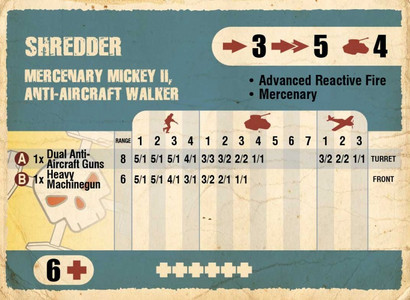 SHREDDER
3 5 4
MERCENARY MICKEY II,
ANTI-AIRCRAFT WALKER
• Advanced Reactive Fire
• Mercenary
RANGE 1 2 3 4 1 2 3 4 5 6 7 1 2 3
A 1x Dual Anti-Aircraft Guns 8 5/1 5/1 5/1 4/1 3/3 3/2 2/2 1/1 3/2 2/1 1/1 TURRET
B 1x Heavy Machinegun 6 5/1 5/1 4/1 3/1 3/2 2/1 1/1 FRONT
6